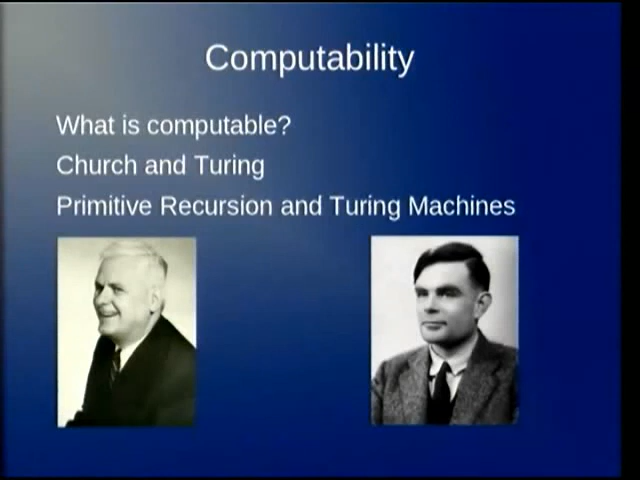 Computability
What is computable?
Church and Turing
Primitive Recursion and Turing Machines